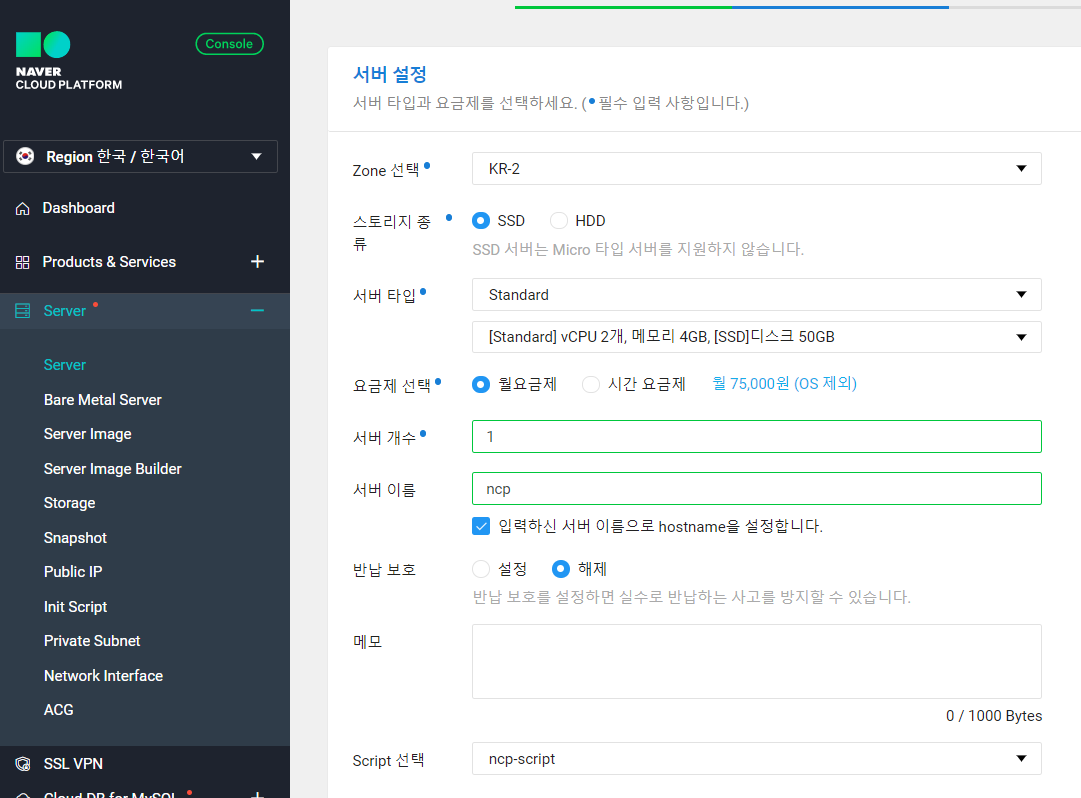 Console
NAVER
CLOUD PLATFORM
Region 한국 / 한국어
Dashboard
Products & Services
Server
Server
Bare Metal Server
Server Image
Server Image Builder
Storage
Snapshot
Public IP
Init Script
Private Subnet
Network Interface
ACG
SSL VPN
Cloud DB for MySQL
서버 설정
서버 타입과 요금제를 선택하세요. (• 필수 입력 사항입니다.)
Zone 선택
KR-2
스토리지 종
류
SSD HDD
SSD 서버는 Micro 타입 서버를 지원하지 않습니다.
서버 타입
Standard
[Standard] vCPU 2개, 메모리 4GB, [SSD]디스크 50GB
요금제 선택
월요금제 시간 요금제 월 75,000원 (OS 제외)
서버 개수
1
서버 이름
ncp
입력하신 서버 이름으로 hostname을 설정합니다.
반납 보호
설정 해제
반납 보호를 설정하면 실수로 반납하는 사고를 방지할 수 있습니다.
메모
0 / 1000 Bytes
Script 선택
ncp-script